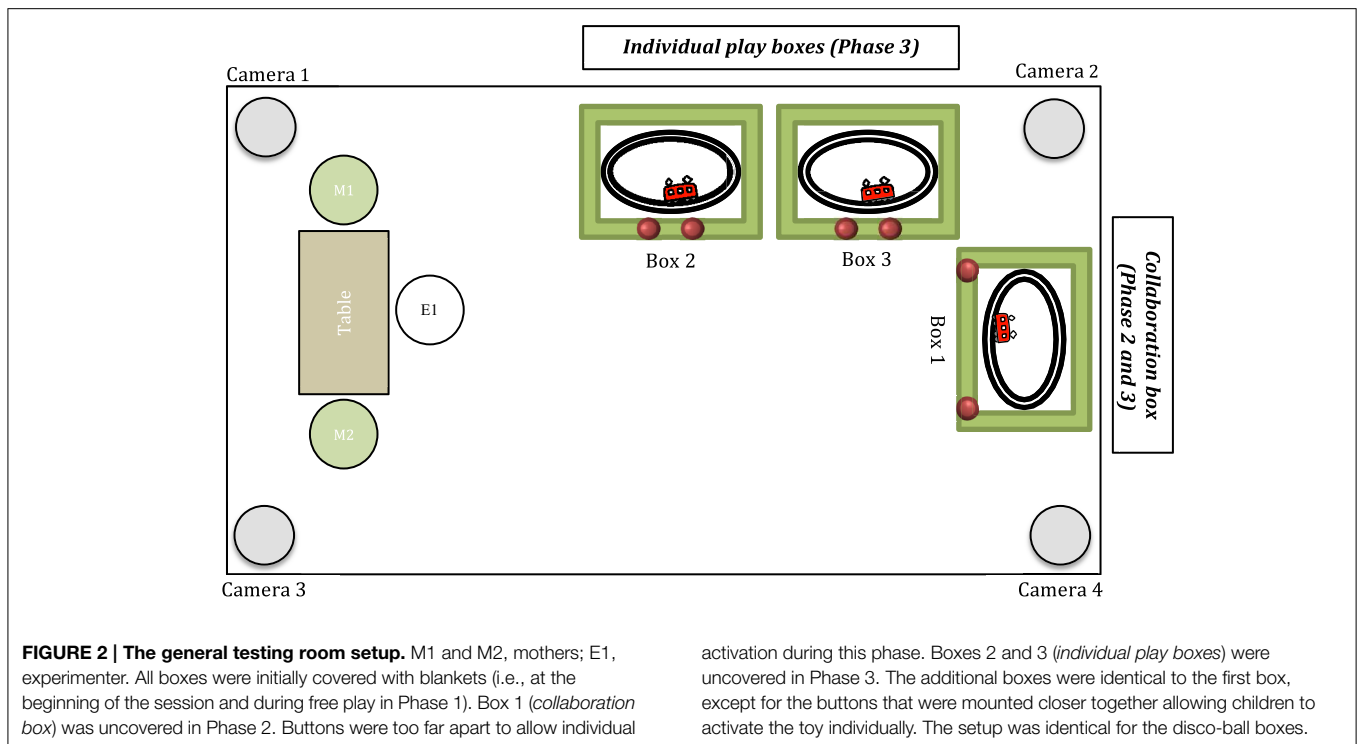 Individual play boxes (Phase 3)
Camera 1
Camera 2
M1
Table
E1
M2
Box 2
Box 3
Box 1
Collaboration box
(Phase 2 and 3)
Camera 3
Camera 4
FIGURE 2 | The general testing room setup. M1 and M2, mothers; E1,
experimenter. All boxes were initially covered with blankets (i.e., at the
beginning of the session and during free play in Phase 1). Box 1 (collaboration
box) was uncovered in Phase 2. Buttons were too far apart to allow individual
activation during this phase. Boxes 2 and 3 (individual play boxes) were
uncovered in Phase 3. The additional boxes were identical to the first box,
except for the buttons that were mounted closer together allowing children to
activate the toy individually. The setup was identical for the disco-ball boxes.